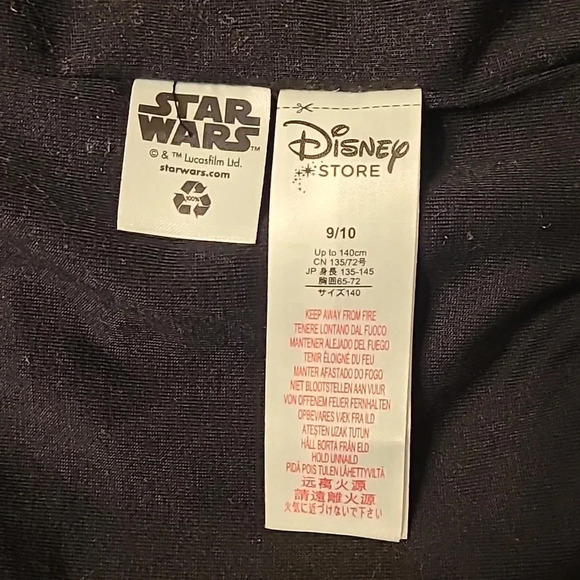 STAR
WARS™
© & ™ Lucasfilm Ltd.
starwars.com
100%
Disney
STORE
9/10
Up to 140cm
CN 135/72号
JP 身長 135-145
胸囲65-72
サイズ140
KEEP AWAY FROM FIRE
TENERE LONTANO DAL FUOCO
MANTENER ALEJADO DEL FUEGO
TENIR ÉLOIGNÉ DU FEU
MANTER AFASTADO DO FOGO
NIET BLOOTSTELLEN AAN VUUR
VON OFFENEM FEUER FERNHALTEN
OPBEVARES VÆK FRA ILD
ATESTEN UZAK TUTUN
HÅLL BORTA FRÅN ELD
HOLD UNNAILD
PIDÄ POIS TULEN LÄHETTYVILTÄ
远离火源
請遠離火源
火気に近づけないで下さい